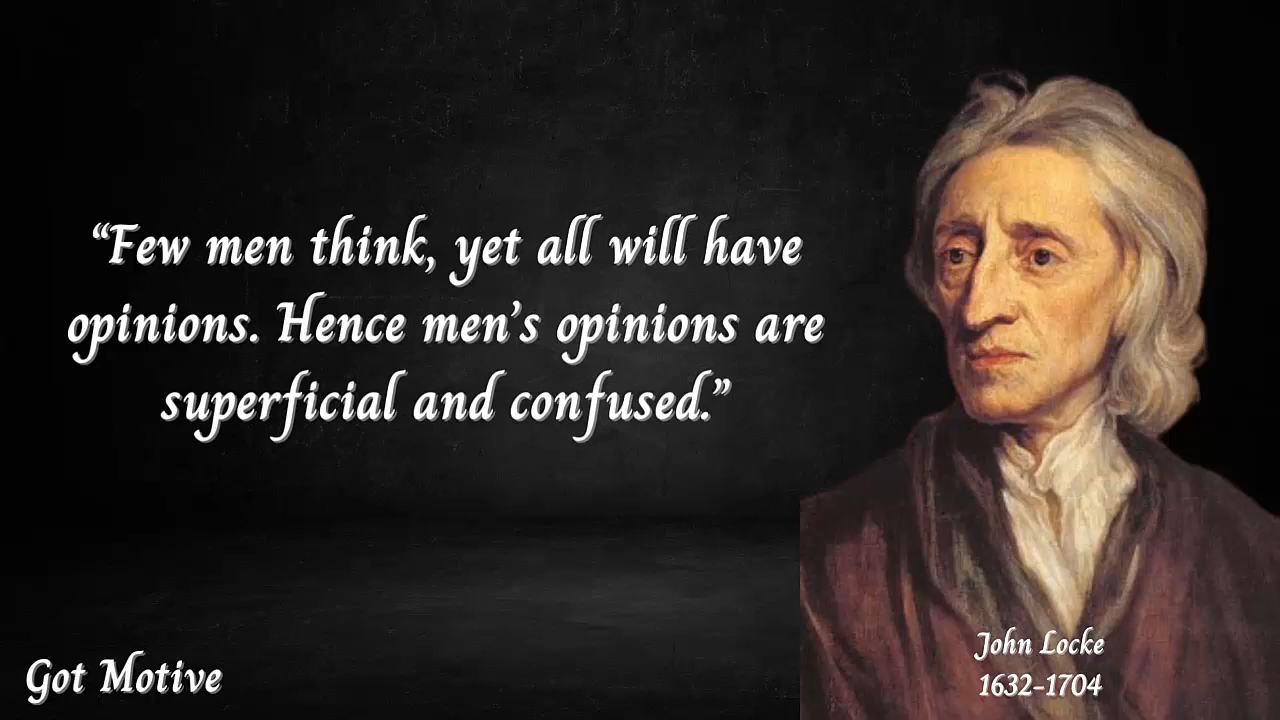 “Few men think, yet all will have
opinions. Hence men’s opinions are
superficial and confused.”
John Locke
1632-1704
Got Motive